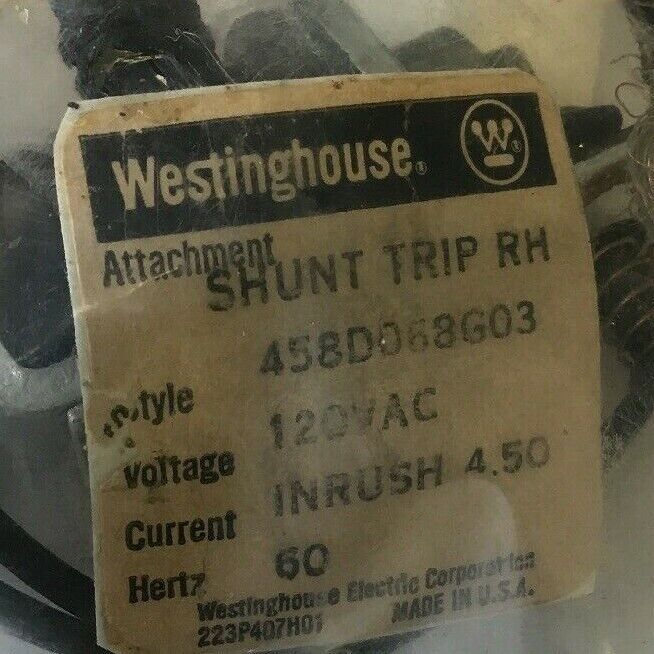 Westinghouse® W®
Attachment SHUNT TRIP RH
Style 458D068G03
Voltage 120VAC
Current INRUSH 4.50
Hertz 60
Westinghouse Electric Corporation
223P407H01 MADE IN U.S.A.